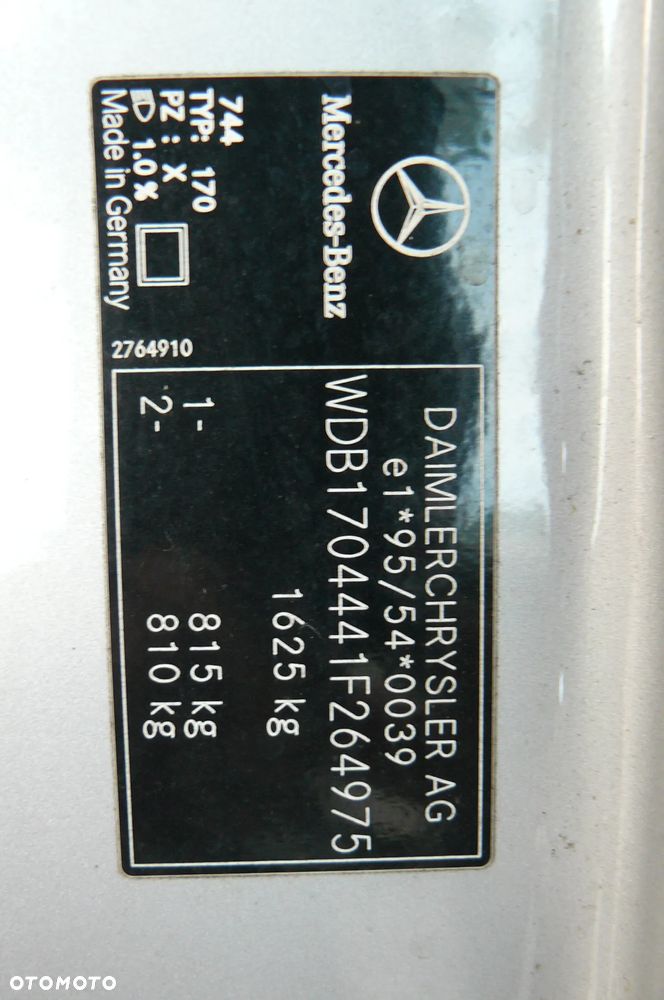 Mercedes-Benz
744
TYP: 170
PZ : X
1.0 %
Made in Germany
2764910
DAIMLERCHRYSLER AG
e1*95/54*0039
WDB1704441F264975
1625 kg
1- 815 kg
2- 810 kg
OTOMOTO